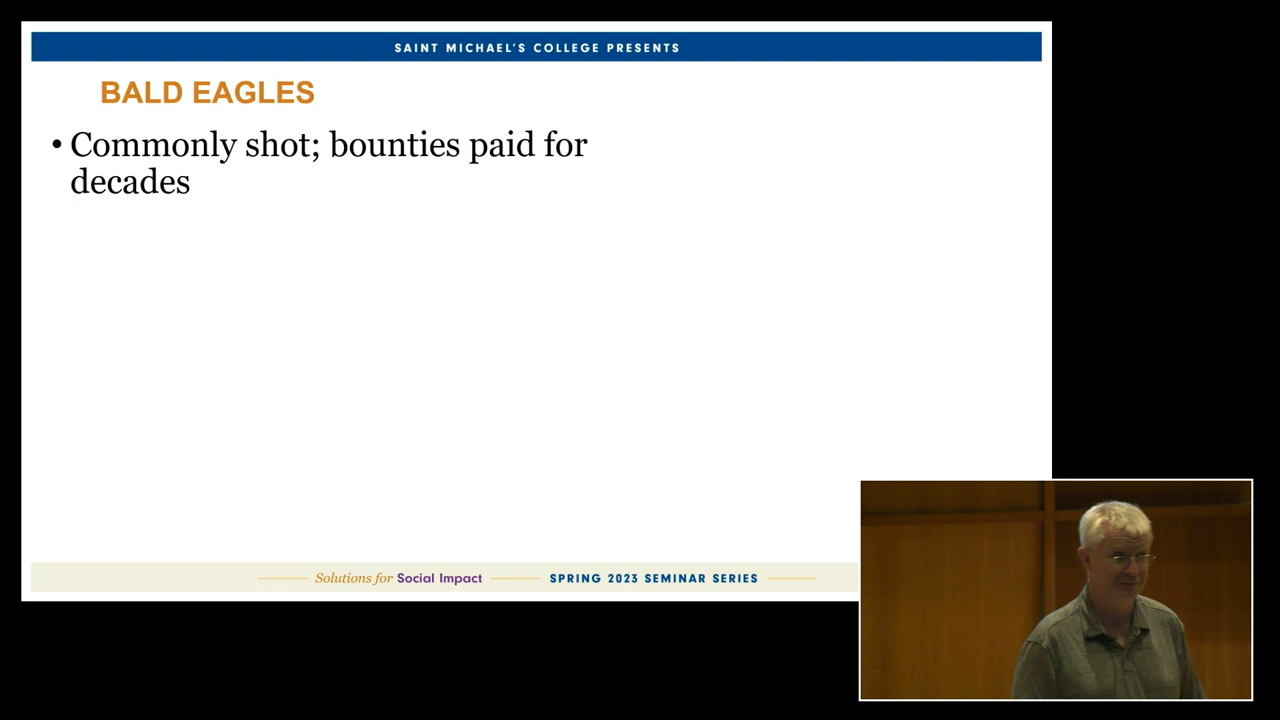 SAINT MICHAEL'S COLLEGE PRESENTS
BALD EAGLES
• Commonly shot; bounties paid for
decades
Solutions for Social Impact SPRING 2023 SEMINAR SERIES